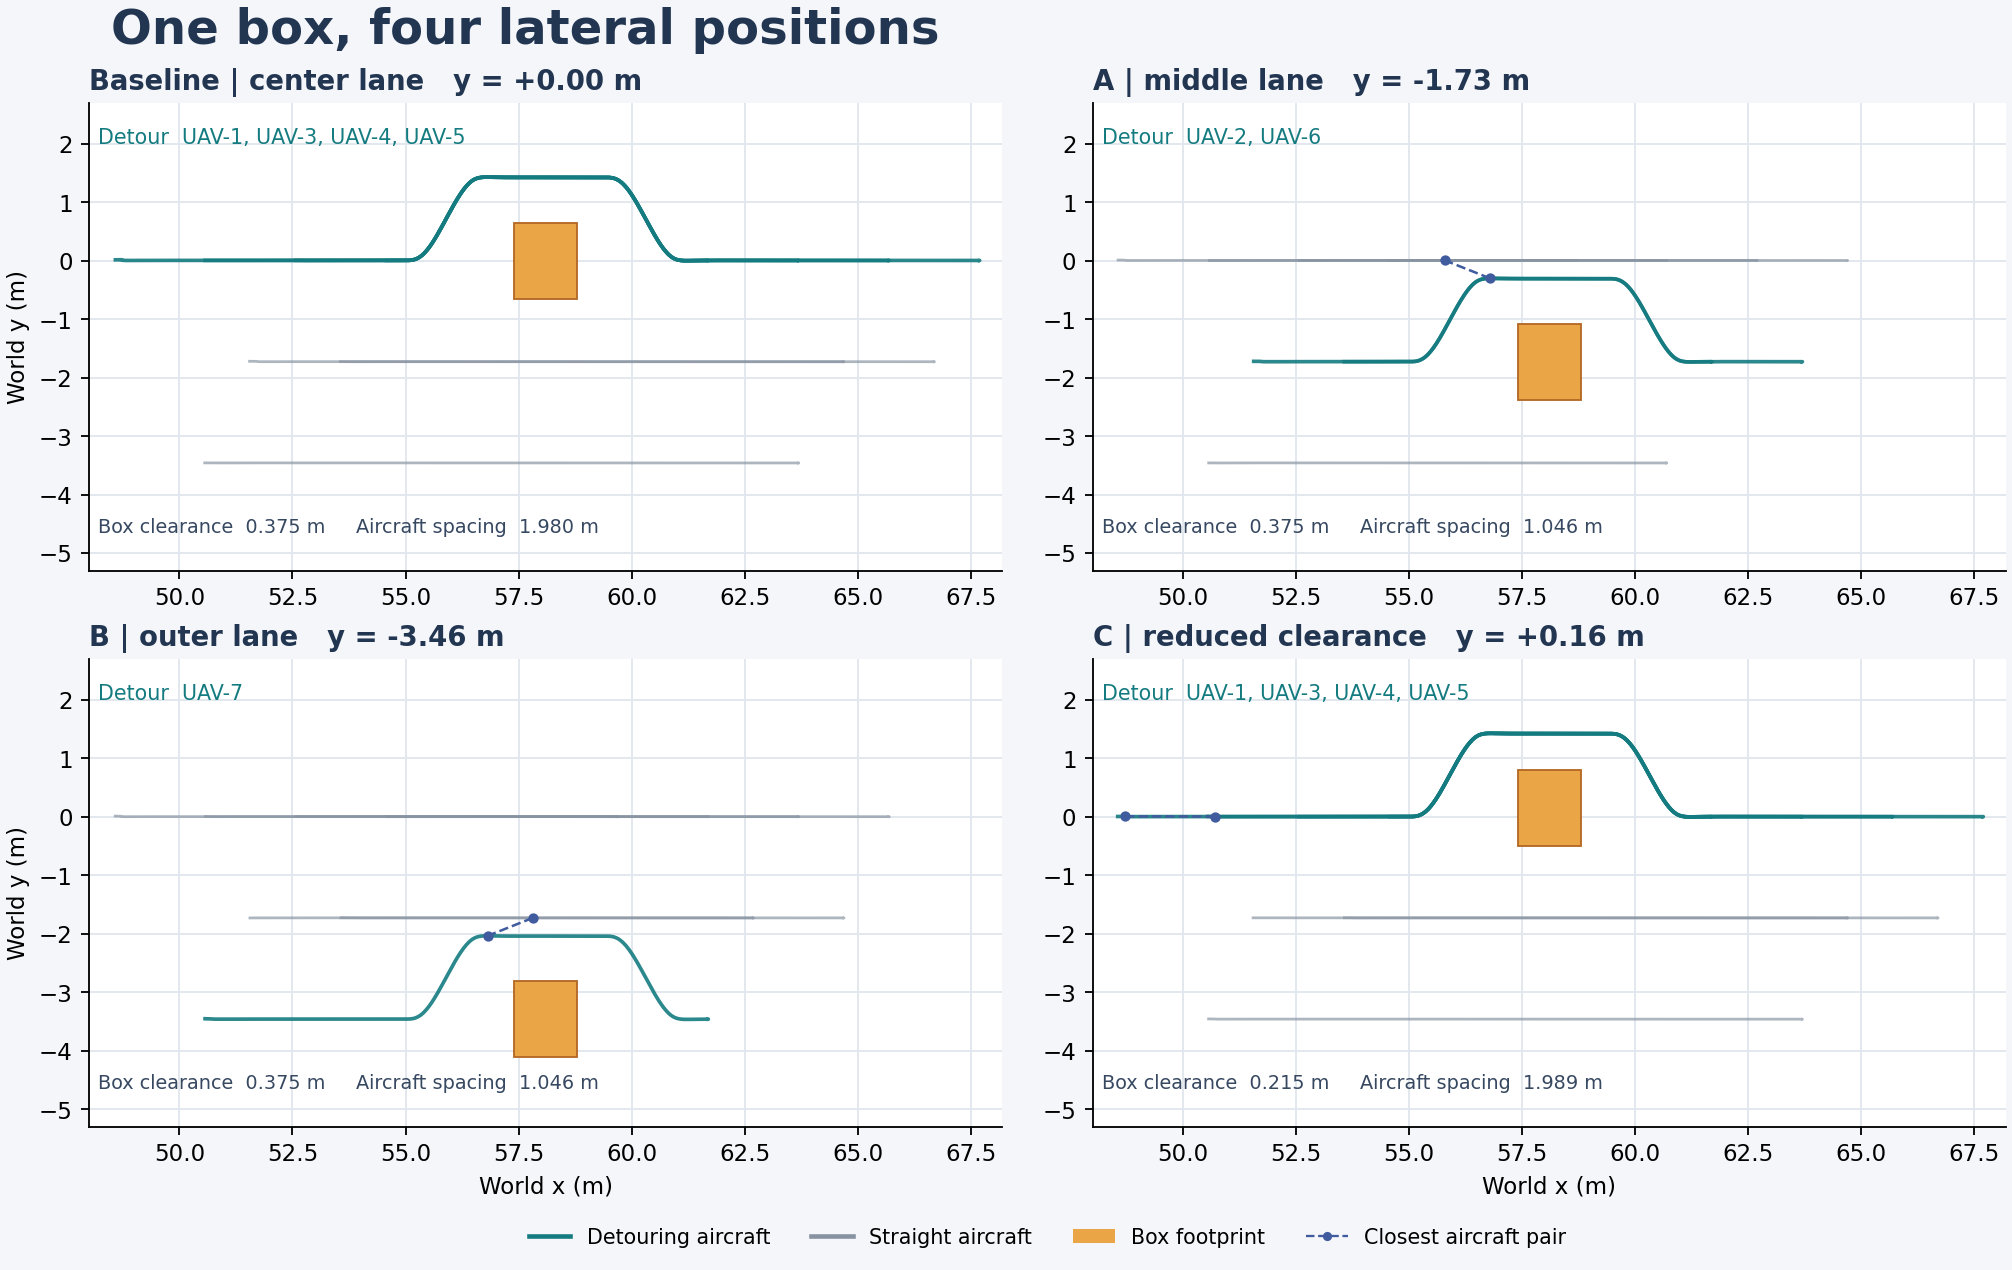 One box, four lateral positions
Baseline | center lane   y = +0.00 m
Detour  UAV-1, UAV-3, UAV-4, UAV-5
World y (m)
2
1
0
−1
−2
−3
−4
−5
Box clearance  0.375 m     Aircraft spacing  1.980 m
50.0 52.5 55.0 57.5 60.0 62.5 65.0 67.5
A | middle lane   y = -1.73 m
Detour  UAV-2, UAV-6
2
1
0
−1
−2
−3
−4
−5
Box clearance  0.375 m     Aircraft spacing  1.046 m
50.0 52.5 55.0 57.5 60.0 62.5 65.0 67.5
B | outer lane   y = -3.46 m
Detour  UAV-7
World y (m)
2
1
0
−1
−2
−3
−4
−5
Box clearance  0.375 m     Aircraft spacing  1.046 m
50.0 52.5 55.0 57.5 60.0 62.5 65.0 67.5
World x (m)
C | reduced clearance   y = +0.16 m
Detour  UAV-1, UAV-3, UAV-4, UAV-5
2
1
0
−1
−2
−3
−4
−5
Box clearance  0.215 m     Aircraft spacing  1.989 m
50.0 52.5 55.0 57.5 60.0 62.5 65.0 67.5
World x (m)
Detouring aircraft   Straight aircraft   Box footprint   Closest aircraft pair